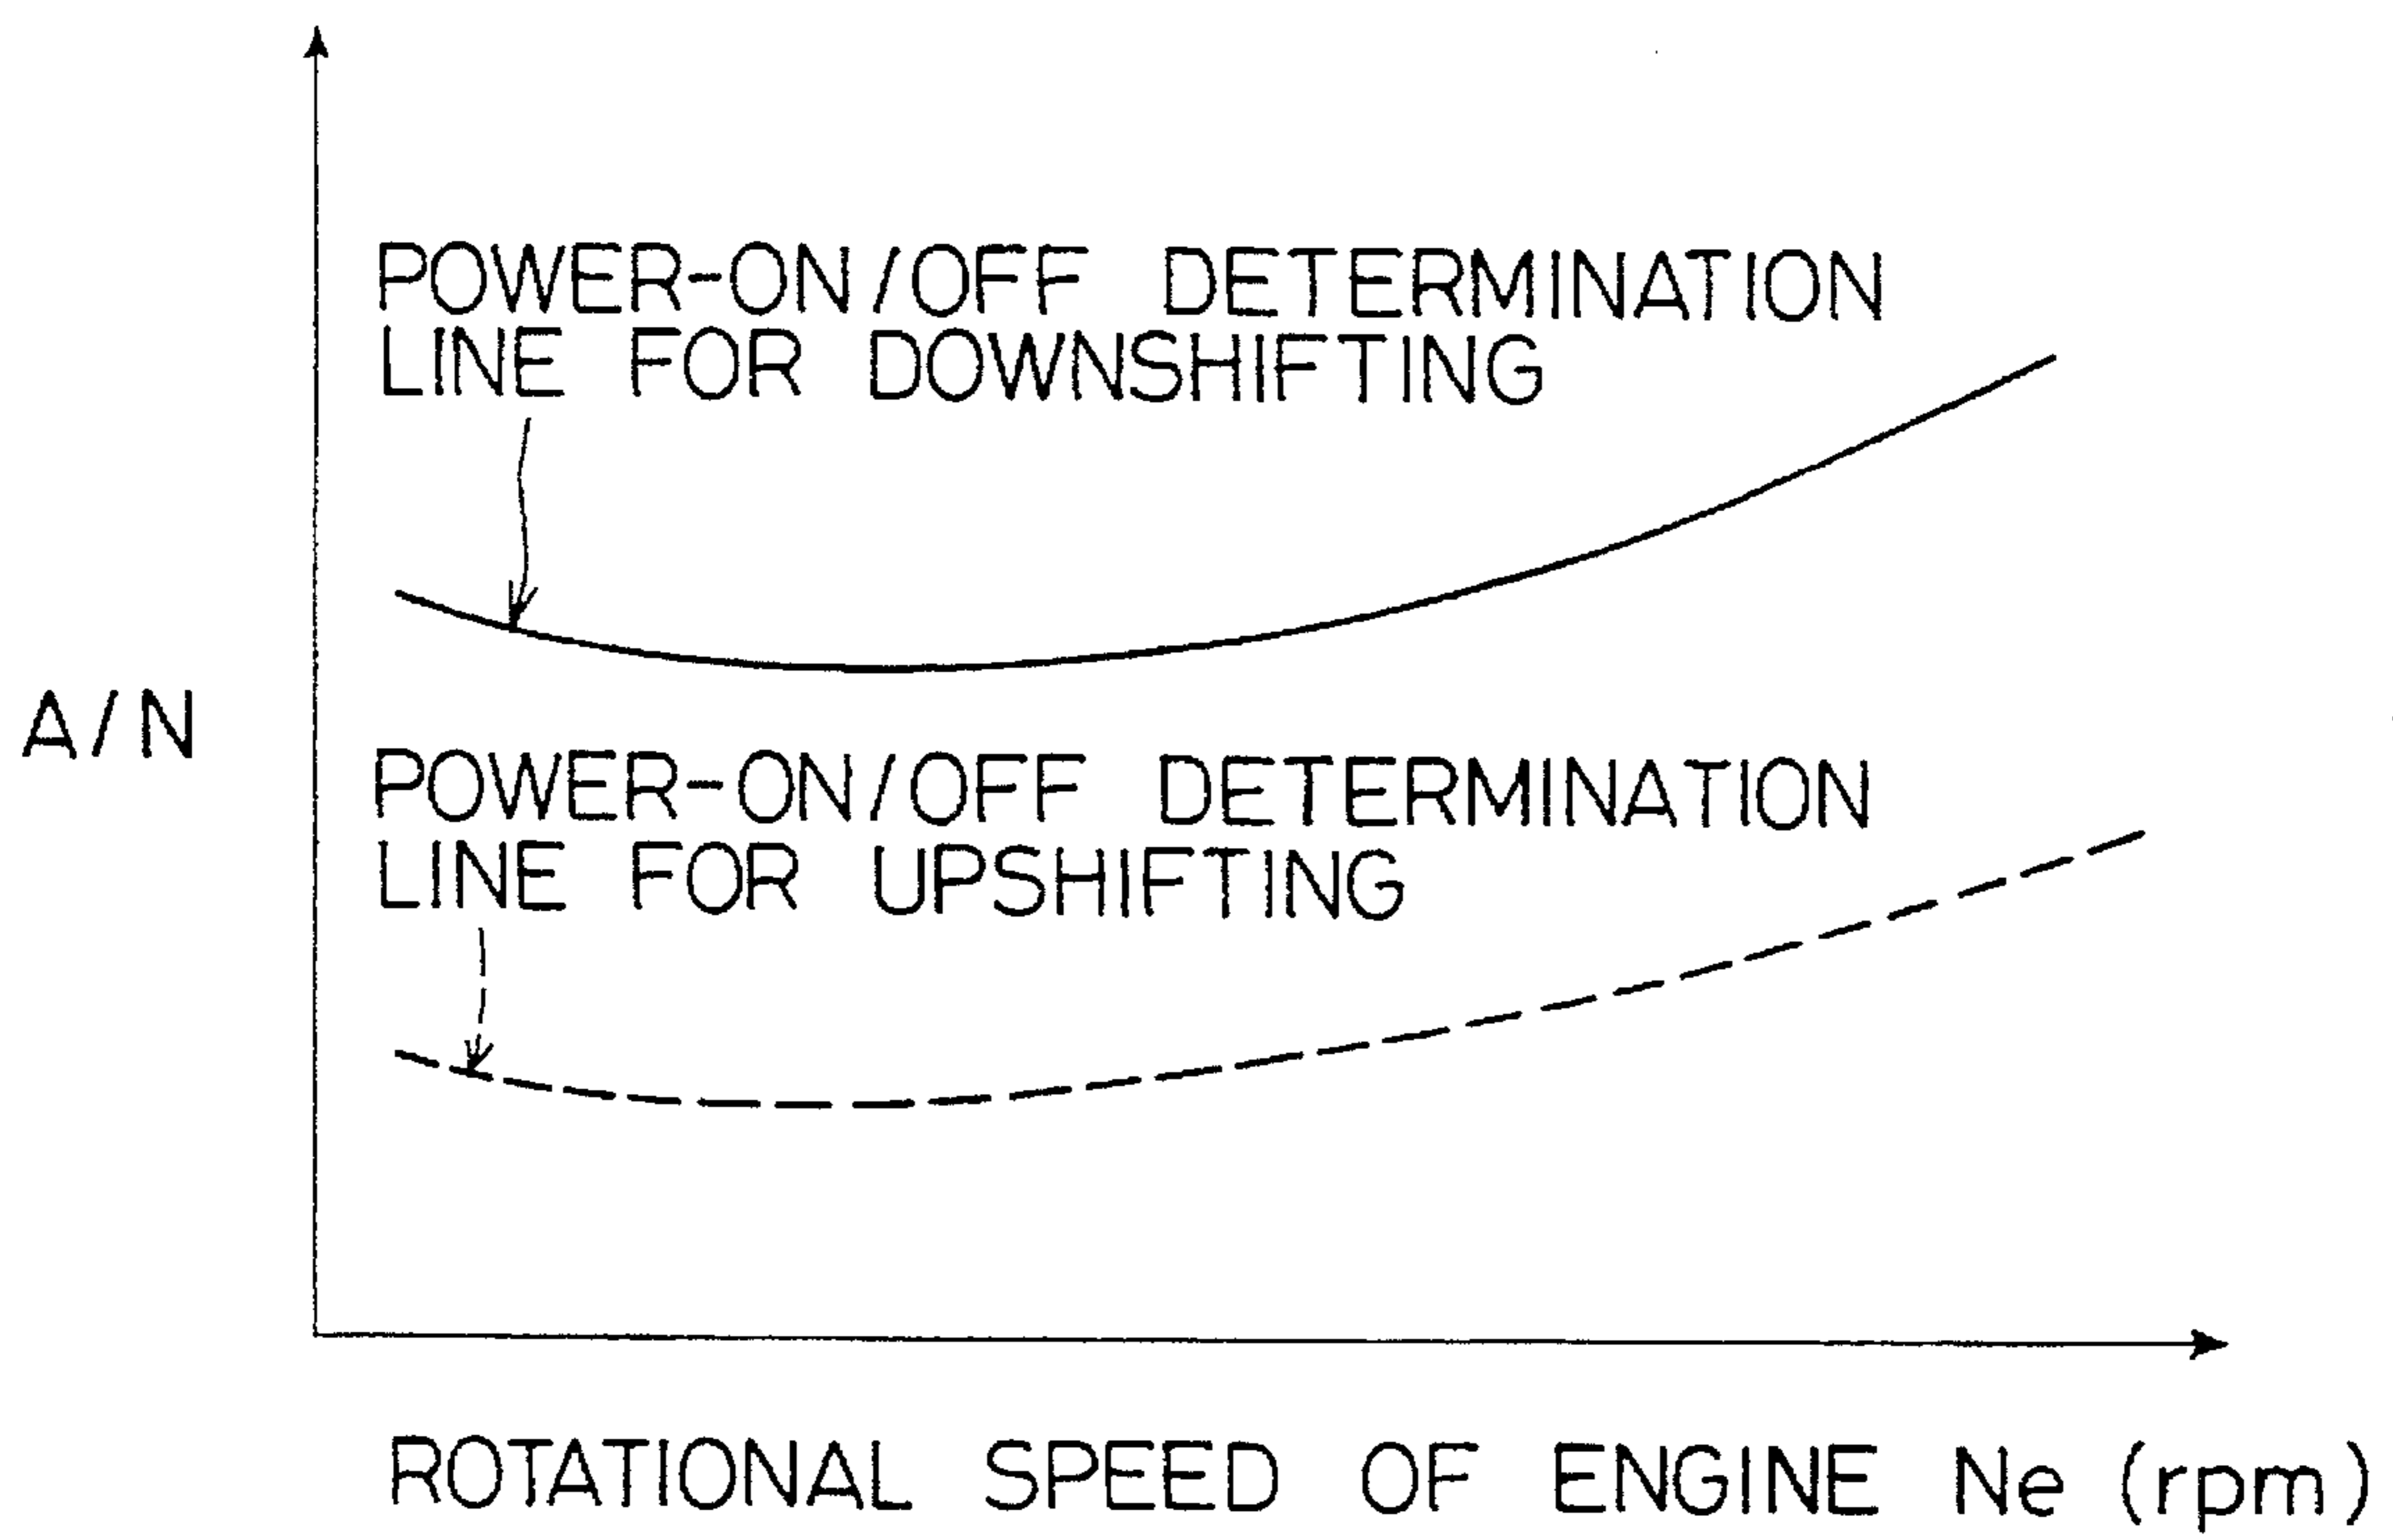 POWER-ON/OFF DETERMINATION
LINE FOR DOWNSHIFTING
A/N
POWER-ON/OFF DETERMINATION
LINE FOR UPSHIFTING
ROTATIONAL SPEED OF ENGINE Ne (rpm)